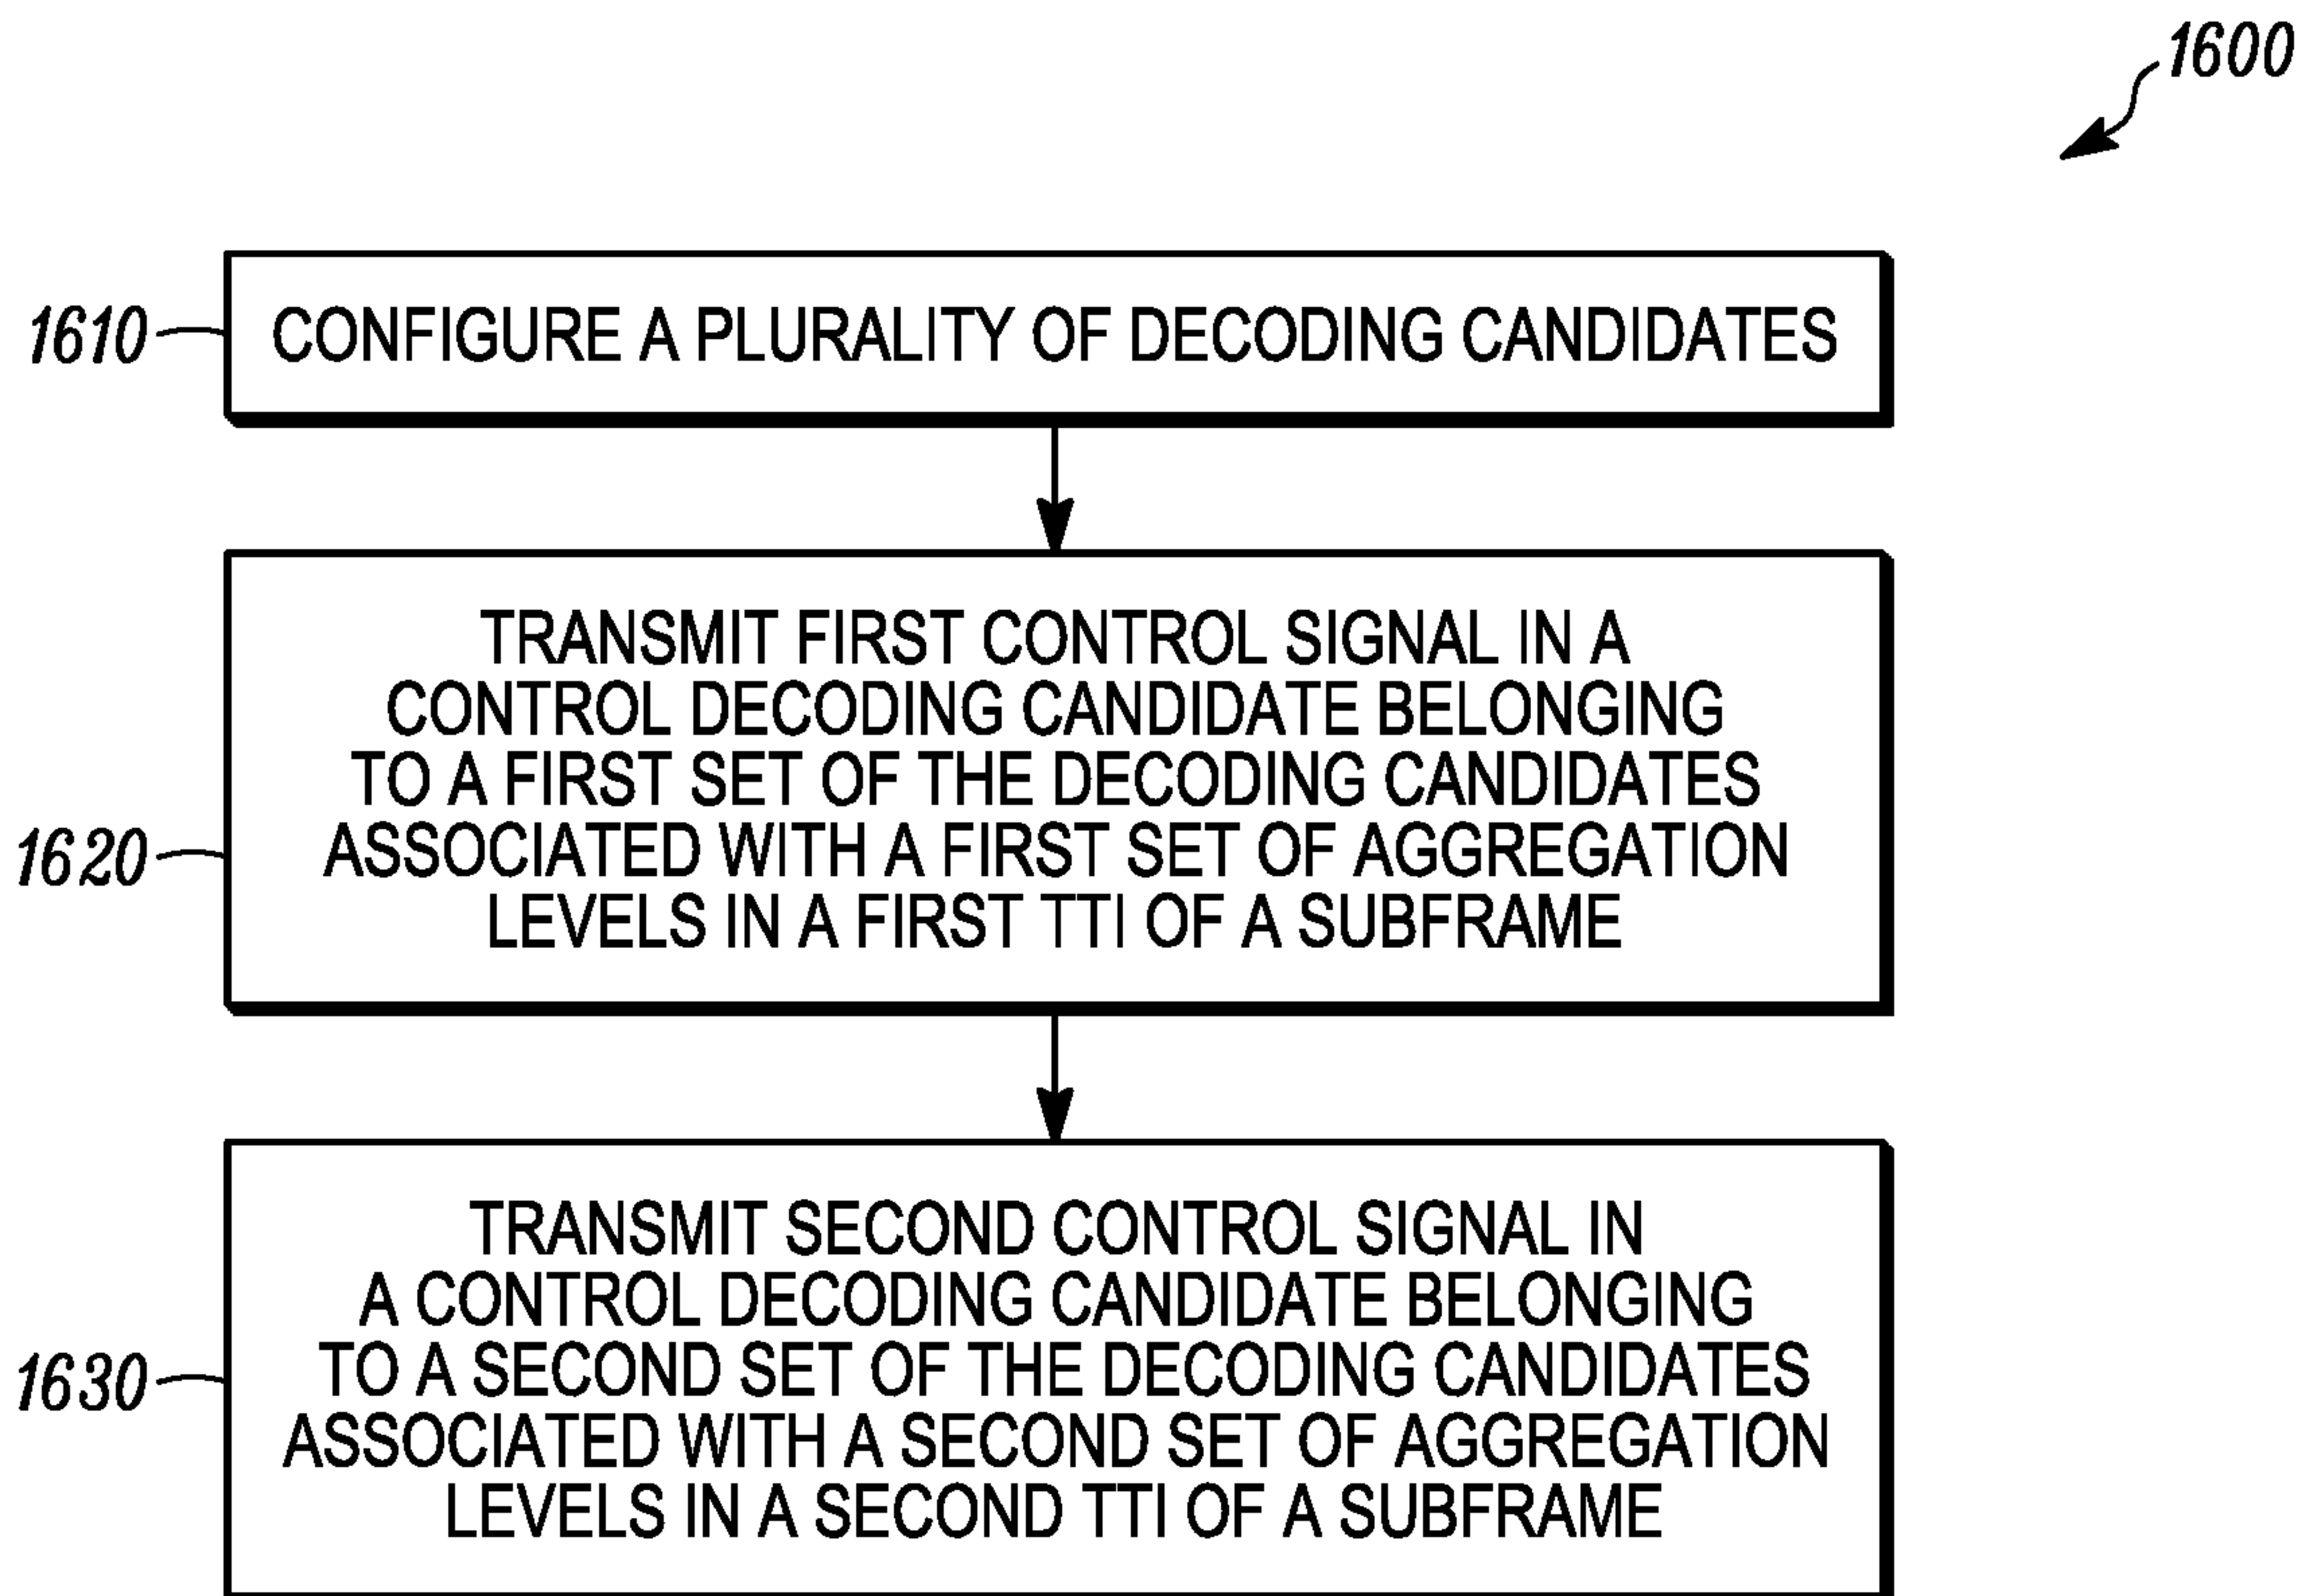 1600
1610
CONFIGURE A PLURALITY OF DECODING CANDIDATES
TRANSMIT FIRST CONTROL SIGNAL IN A
CONTROL DECODING CANDIDATE BELONGING
TO A FIRST SET OF THE DECODING CANDIDATES
1620
ASSOCIATED WITH A FIRST SET OF AGGREGATION
LEVELS IN A FIRST TTI OF A SUBFRAME
TRANSMIT SECOND CONTROL SIGNAL IN
A CONTROL DECODING CANDIDATE BELONGING
TO A SECOND SET OF THE DECODING CANDIDATES
1630
ASSOCIATED WITH A SECOND SET OF AGGREGATION
LEVELS IN A SECOND TTI OF A SUBFRAME